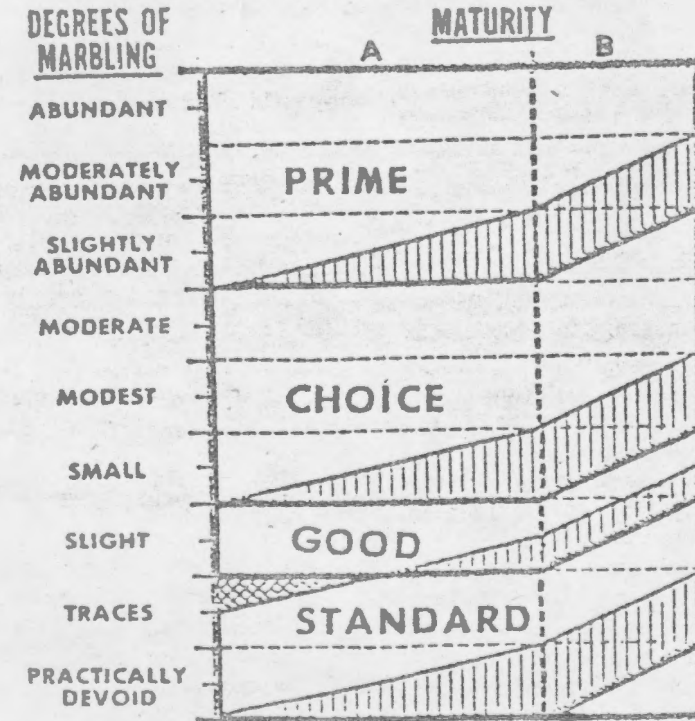 DEGREES OF
MARBLING
MATURITY
A
B
ABUNDANT
MODERATELY
ABUNDANT
PRIME
SLIGHTLY
ABUNDANT
MODERATE
MODEST
CHOICE
SMALL
SLIGHT
GOOD
TRACES
STANDARD
PRACTICALLY
DEVOID